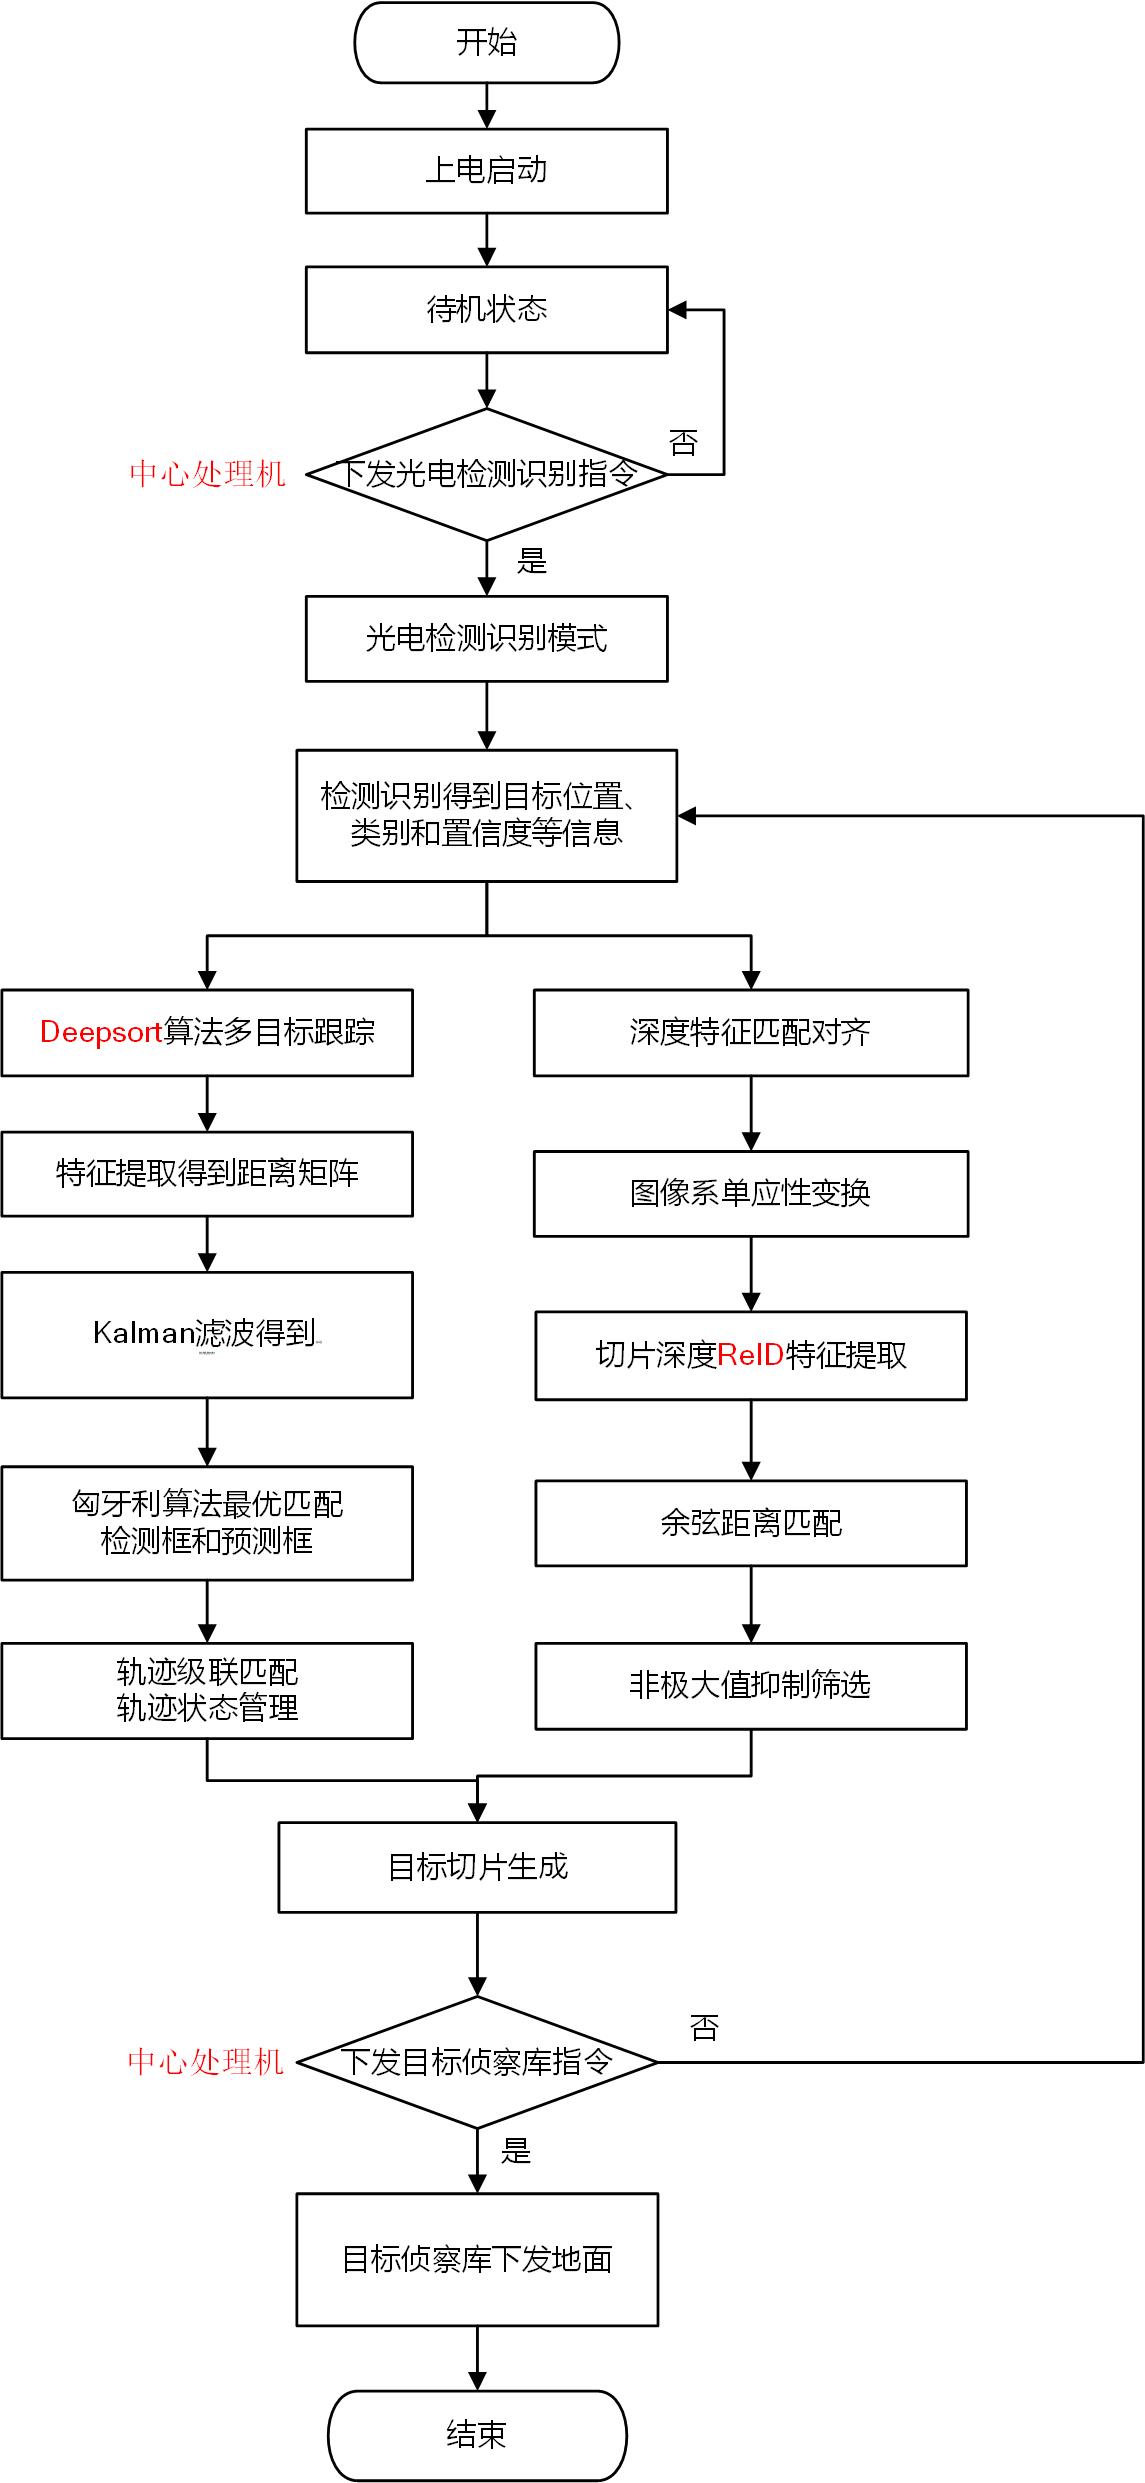 开始
上电启动
待机状态
中心处理机
下发光电检测识别指令
否
是
光电检测识别模式
检测识别得到目标位置、
类别和置信度等信息
Deepsort算法多目标跟踪
深度特征匹配对齐
特征提取得到距离矩阵
图像系单应性变换
Kalman滤波得到
切片深度ReID特征提取
匈牙利算法最优匹配
检测框和预测框
余弦距离匹配
轨迹级联匹配
轨迹状态管理
非极大值抑制筛选
目标切片生成
中心处理机
下发目标侦察库指令
否
是
目标侦察库下发地面
结束